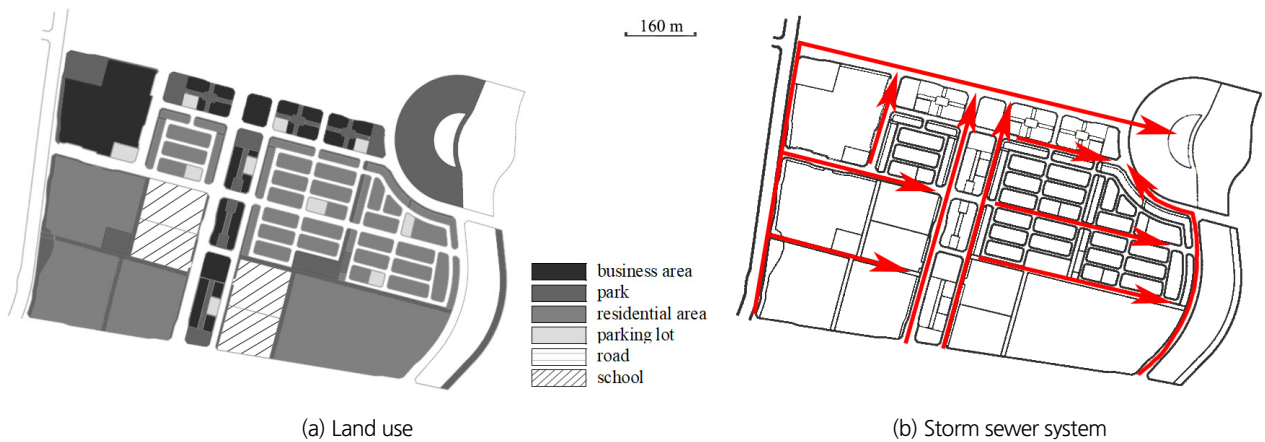 160 m
business area
park
residential area
parking lot
road
school
(a) Land use
(b) Storm sewer system